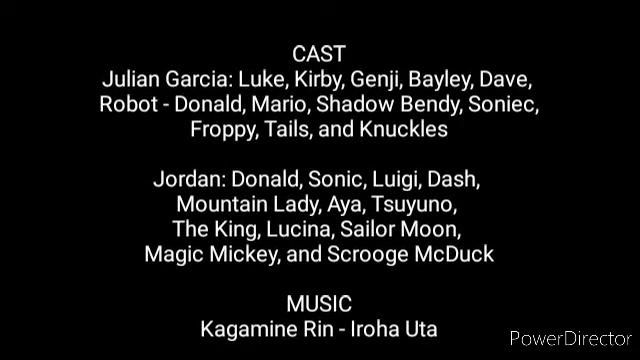 CAST
Julian Garcia: Luke, Kirby, Genji, Bayley, Dave,
Robot - Donald, Mario, Shadow Bendy, Soniec,
Froppy, Tails, and Knuckles
Jordan: Donald, Sonic, Luigi, Dash,
Mountain Lady, Aya, Tsuyuno,
The King, Lucina, Sailor Moon,
Magic Mickey, and Scrooge McDuck
MUSIC
Kagamine Rin - Iroha Uta
PowerDirector